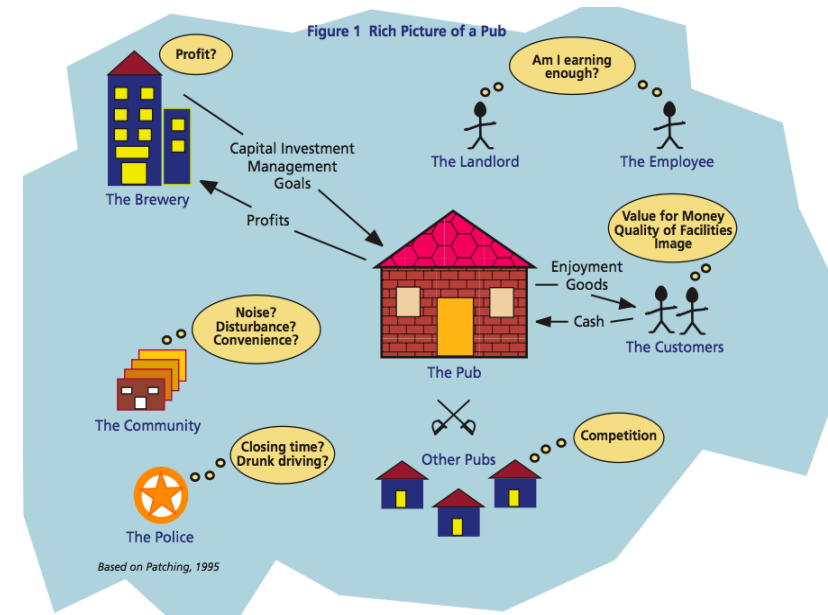 Figure 1 Rich Picture of a Pub
Profit?
Am I earning
enough?
Capital Investment
Management
Goals
The Landlord
The Employee
The Brewery
Profits
Value for Money
Quality of Facilities
Image
Enjoyment
Goods
Cash
The Customers
Noise?
Disturbance?
Convenience?
The Pub
The Community
Closing time?
Drunk driving?
Other Pubs
Competition
The Police
Based on Patching, 1995